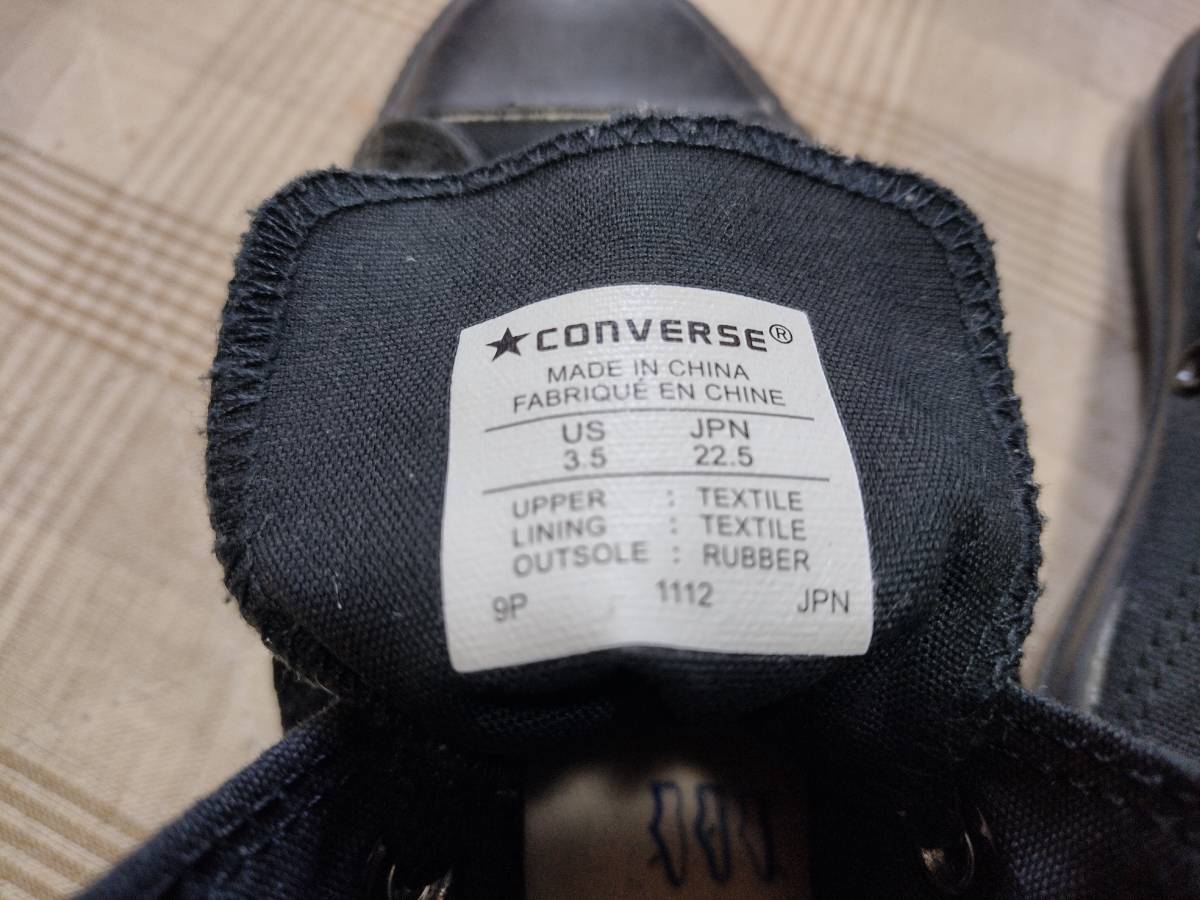 ★CONVERSE®
MADE IN CHINA
FABRIQUÉ EN CHINE
US JPN
3.5 22.5
UPPER : TEXTILE
LINING : TEXTILE
OUTSOLE : RUBBER
9P 1112 JPN